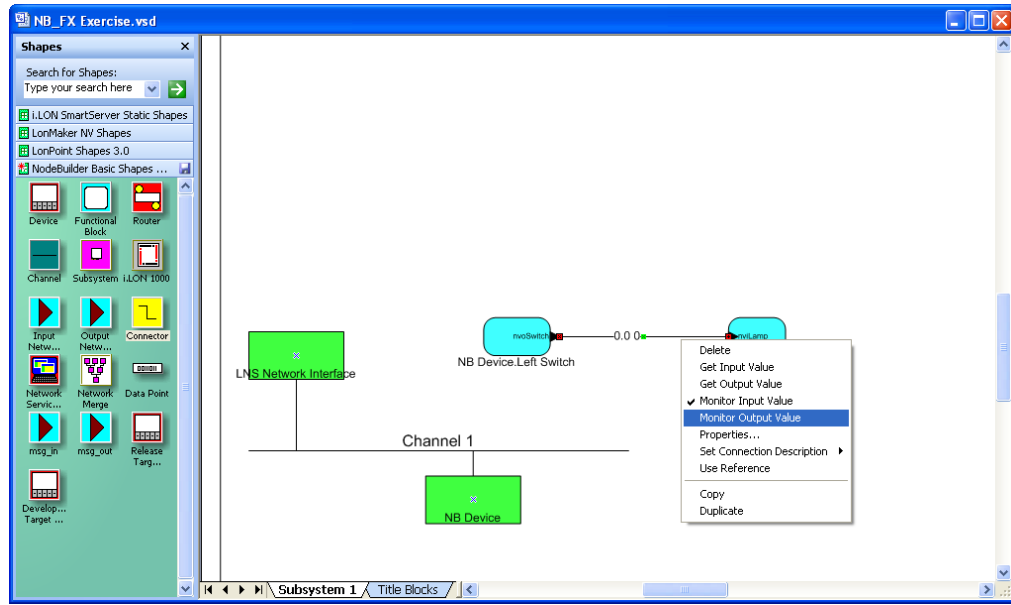 NB_FX Exercise.vsd
Shapes
Search for Shapes:
Type your search here
i.LON SmartServer Static Shapes
LonMaker NV Shapes
LonPoint Shapes 3.0
NodeBuilder Basic Shapes ...
Device
Functional Block
Router
Channel
Subsystem
i.LON 1000
Input Netw...
Output Netw...
Connector
Network Servic...
Network Merge
Data Point
msg_in
msg_out
Release Targ...
Develop... Target ...
LNS Network Interface
nvoSwitch
0.0 0
nviLamp
NB Device.Left Switch
Channel 1
NB Device
Delete
Get Input Value
Get Output Value
Monitor Input Value
Monitor Output Value
Properties...
Set Connection Description
Use Reference
Copy
Duplicate
Subsystem 1
Title Blocks